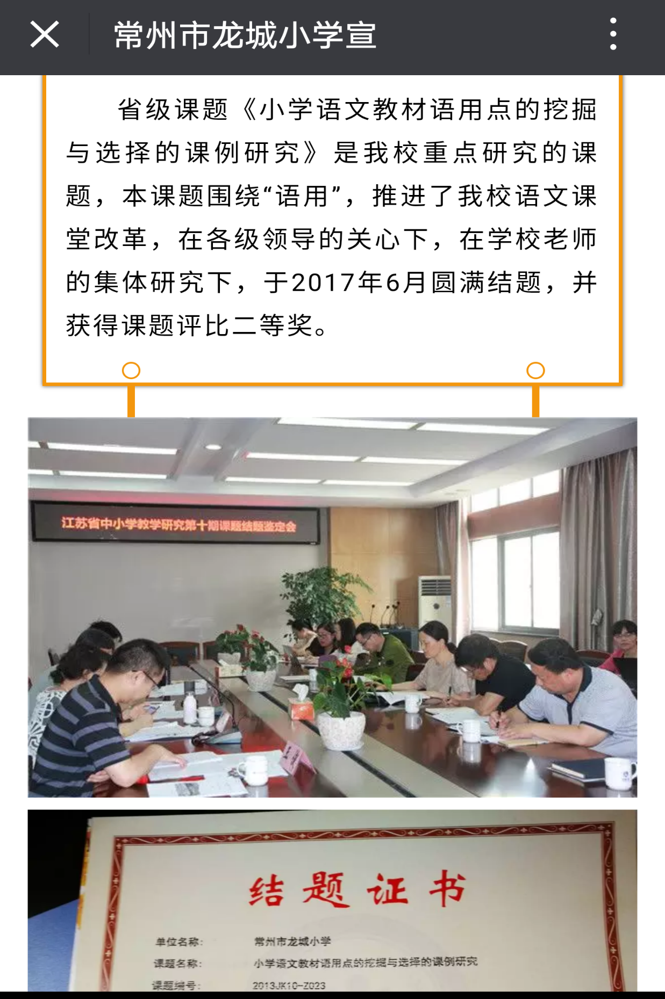 常州市龙城小学宣
省级课题《小学语文教材语用点的挖掘
与选择的课例研究》是我校重点研究的课
题，本课题围绕“语用”，推进了我校语文课
堂改革，在各级领导的关心下，在学校老师
的集体研究下，于2017年6月圆满结题，并
获得课题评比二等奖。
江苏省中小学教学研究第十期课题结题鉴定会
结题证书
单位名称： 常州市龙城小学
课题名称： 小学语文教材语用点的挖掘与选择的课例研究
课题编号： 2013JK10-Z023